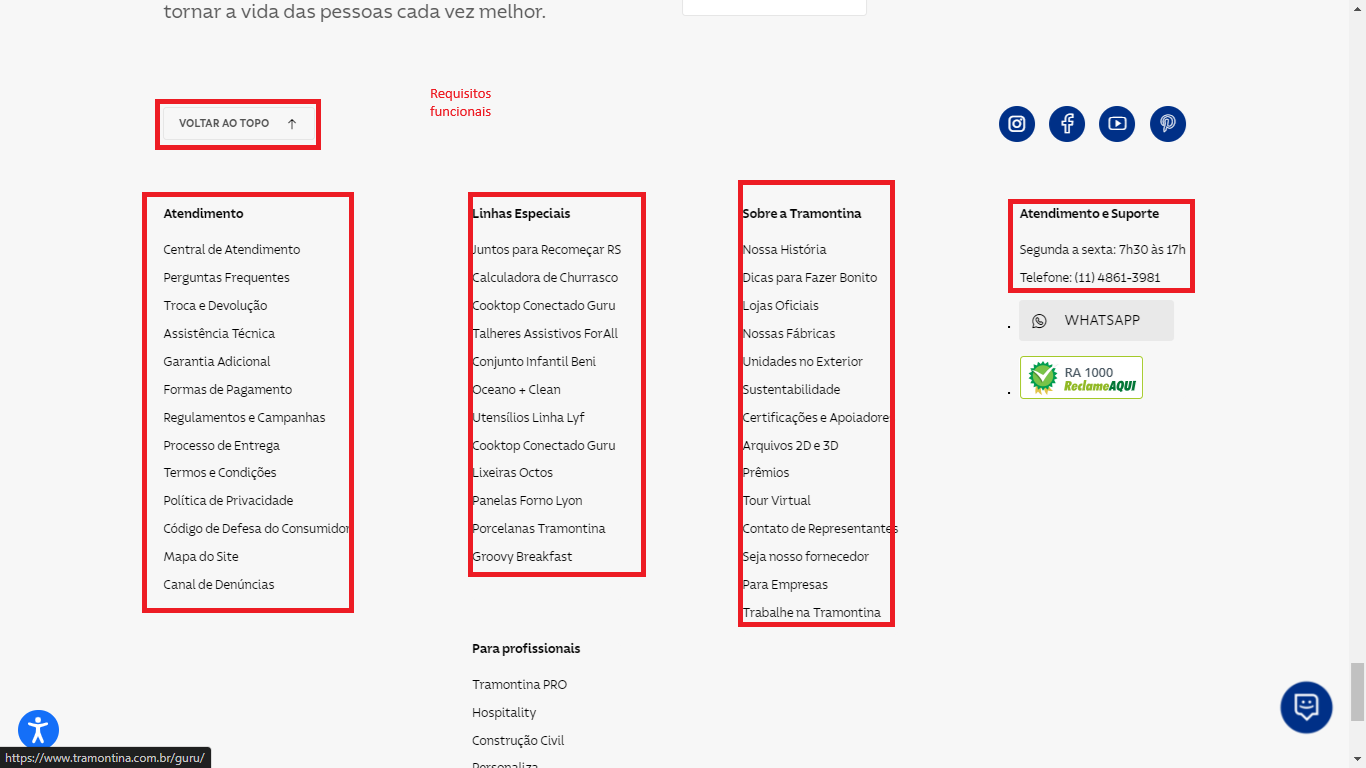 tornar a vida das pessoas cada vez melhor.
Requisitos
funcionais
VOLTAR AO TOPO
Atendimento
Central de Atendimento
Perguntas Frequentes
Troca e Devolução
Assistência Técnica
Garantia Adicional
Formas de Pagamento
Regulamentos e Campanhas
Processo de Entrega
Termos e Condições
Política de Privacidade
Código de Defesa do Consumidor
Mapa do Site
Canal de Denúncias
Linhas Especiais
Juntos para Recomeçar RS
Calculadora de Churrasco
Cooktop Conectado Guru
Talheres Assistivos ForAll
Conjunto Infantil Beni
Oceano + Clean
Utensílios Linha Lyf
Cooktop Conectado Guru
Lixeiras Octos
Panelas Forno Lyon
Porcelanas Tramontina
Groovy Breakfast
Para profissionais
Tramontina PRO
Hospitality
Construção Civil
Personaliza
Sobre a Tramontina
Nossa História
Dicas para Fazer Bonito
Lojas Oficiais
Nossas Fábricas
Unidades no Exterior
Sustentabilidade
Certificações e Apoiadores
Arquivos 2D e 3D
Prêmios
Tour Virtual
Contato de Representantes
Seja nosso fornecedor
Para Empresas
Trabalhe na Tramontina
Atendimento e Suporte
Segunda a sexta: 7h30 às 17h
Telefone: (11) 4861-3981
WHATSAPP
RA 1000
ReclameAQUI
https://www.tramontina.com.br/guru/